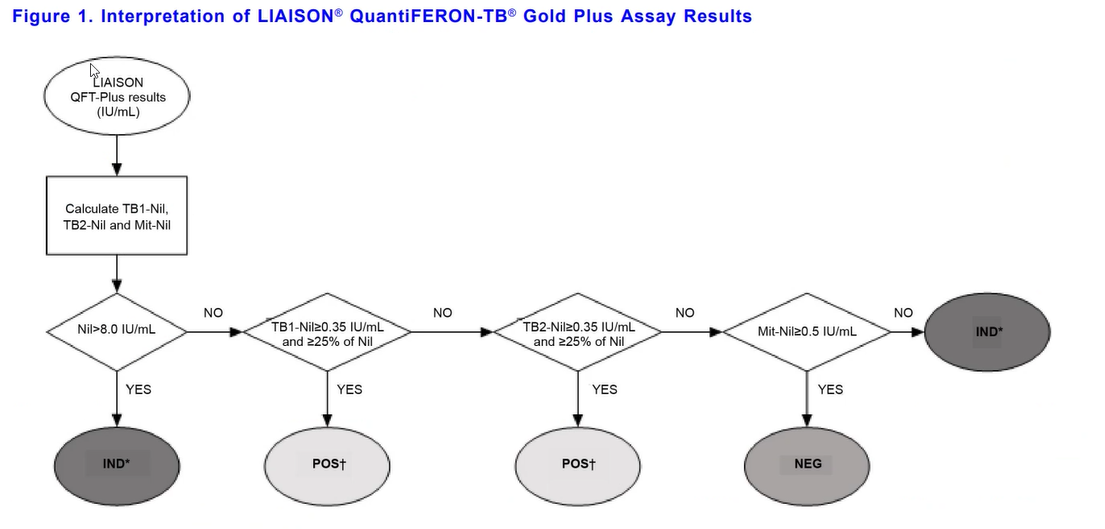 Figure 1. Interpretation of LIAISON® QuantiFERON-TB® Gold Plus Assay Results
LIAISON
QFT-Plus results
(IU/mL)
Calculate TB1-Nil,
TB2-Nil and Mit-Nil
Nil>8.0 IU/mL
NO
TB1-Nil≥0.35 IU/mL
and ≥25% of Nil
NO
TB2-Nil≥0.35 IU/mL
and ≥25% of Nil
NO
Mit-Nil≥0.5 IU/mL
NO
IND*
YES
YES
YES
YES
IND*
POS†
POS†
NEG